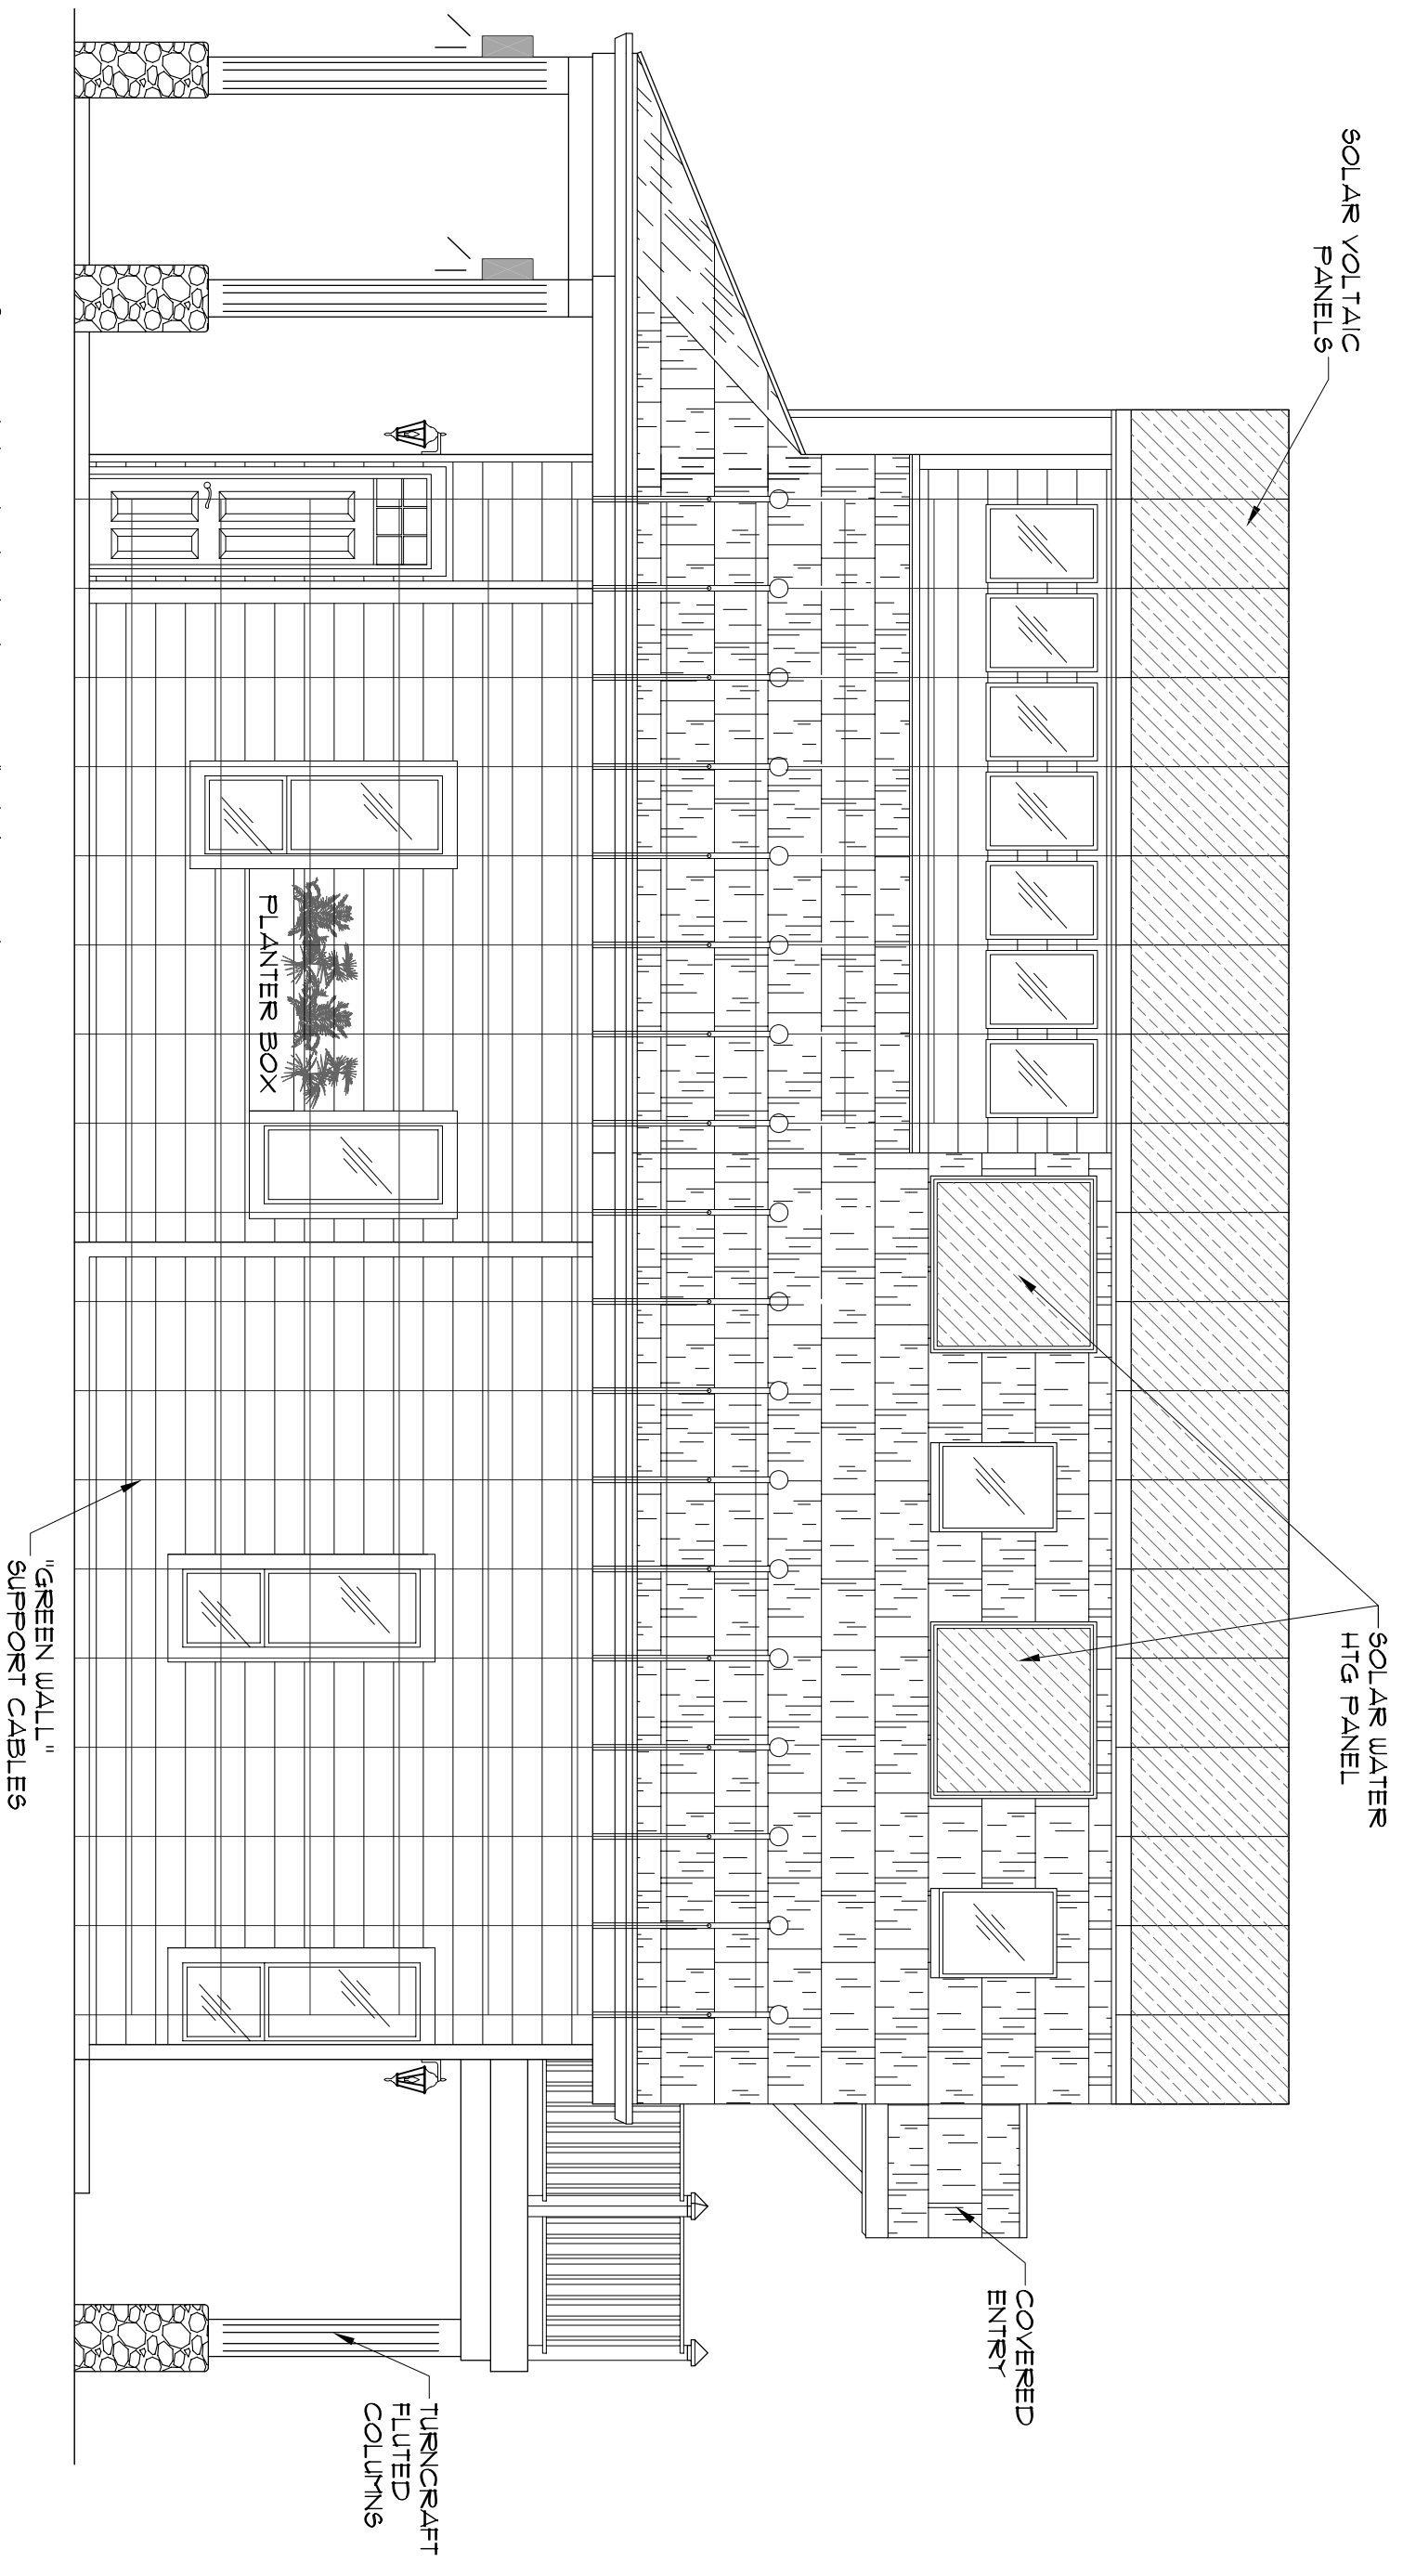 SOLAR VOLTAIC
PANELS
SOLAR WATER
HTG PANEL
COVERED
ENTRY
PLANTER BOX
TURNCRAFT
FLUTED
COLUMNS
"GREEN WALL"
SUPPORT CABLES